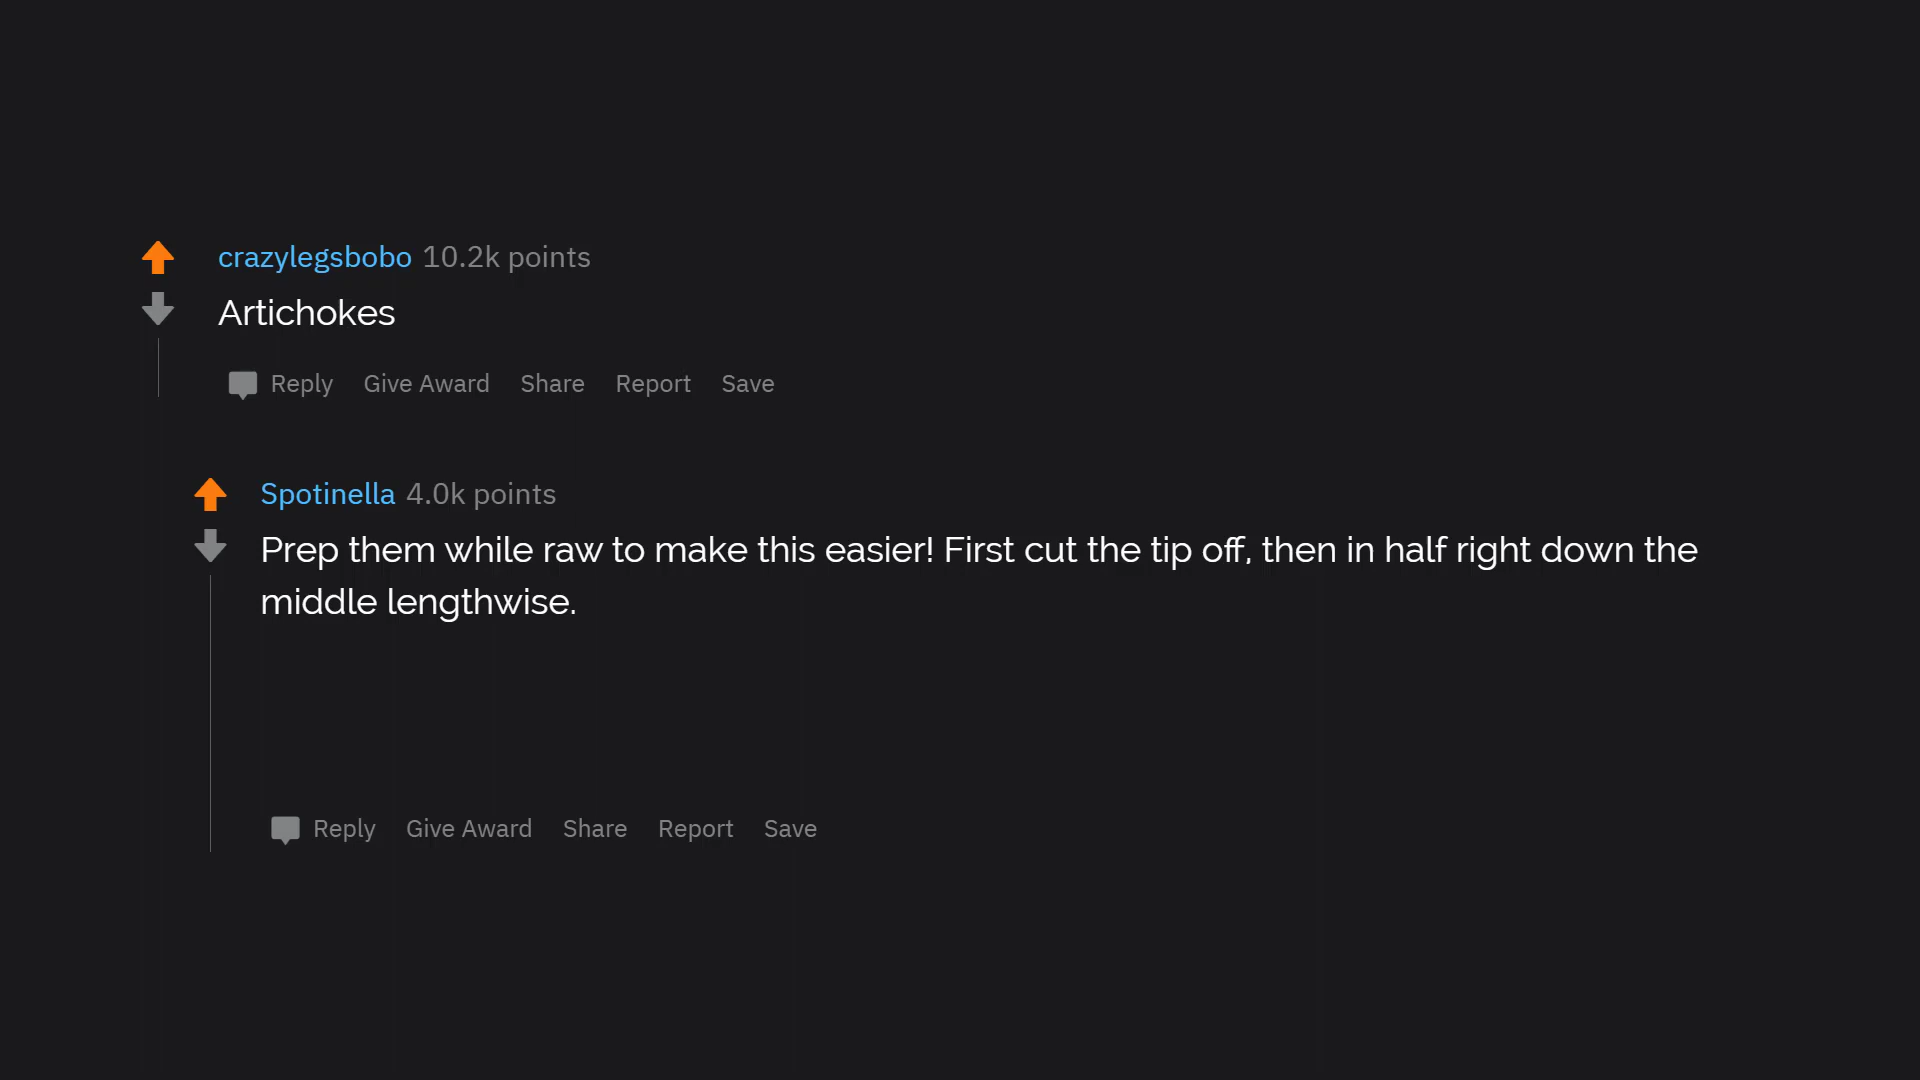 crazylegsbobo 10.2k points
Artichokes
Reply Give Award Share Report Save
Spotinella 4.0k points
Prep them while raw to make this easier! First cut the tip off, then in half right down the
middle lengthwise.
Reply Give Award Share Report Save